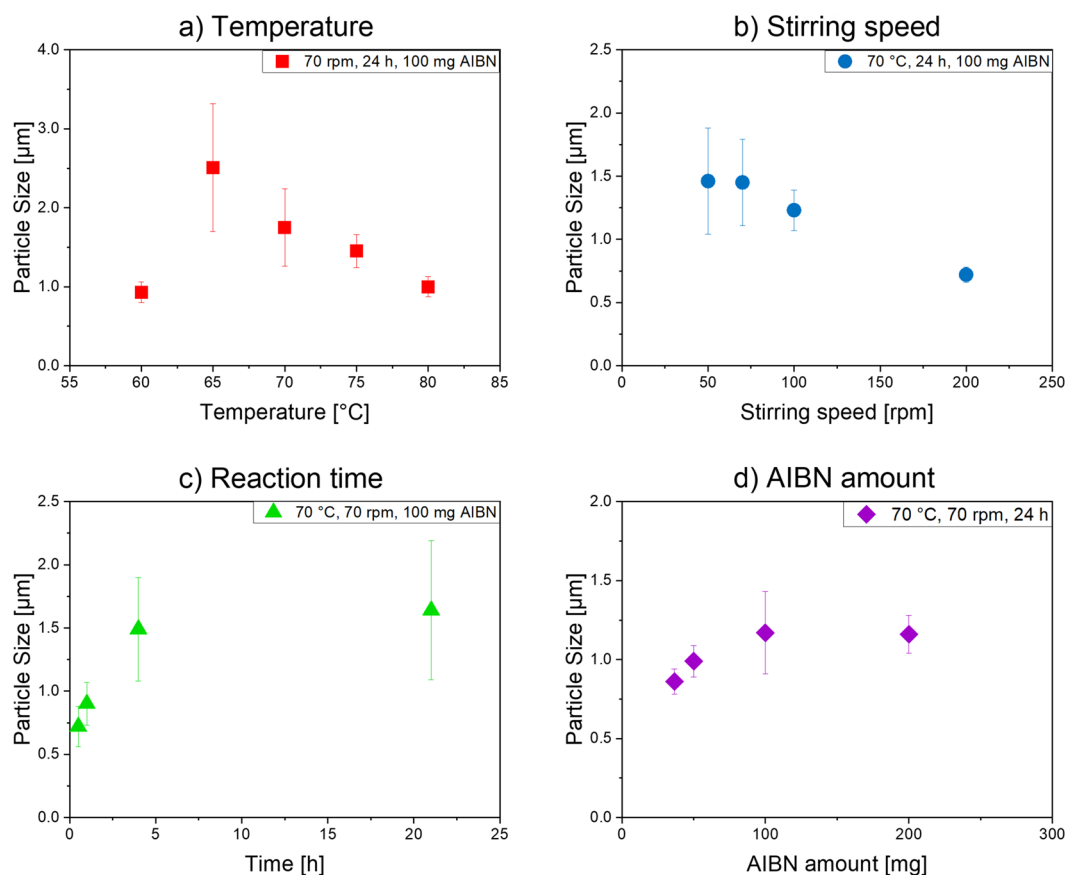 a) Temperature
70 rpm, 24 h, 100 mg AIBN
Particle Size [µm]
4.0
3.0
2.0
1.0
0.0
55 60 65 70 75 80 85
Temperature [°C]
b) Stirring speed
70 °C, 24 h, 100 mg AIBN
Particle Size [µm]
2.5
2.0
1.5
1.0
0.5
0.0
0 50 100 150 200 250
Stirring speed [rpm]
c) Reaction time
70 °C, 70 rpm, 100 mg AIBN
Particle Size [µm]
2.5
2.0
1.5
1.0
0.5
0.0
0 5 10 15 20 25
Time [h]
d) AIBN amount
70 °C, 70 rpm, 24 h
Particle Size [µm]
2.0
1.5
1.0
0.5
0.0
0 100 200 300
AIBN amount [mg]